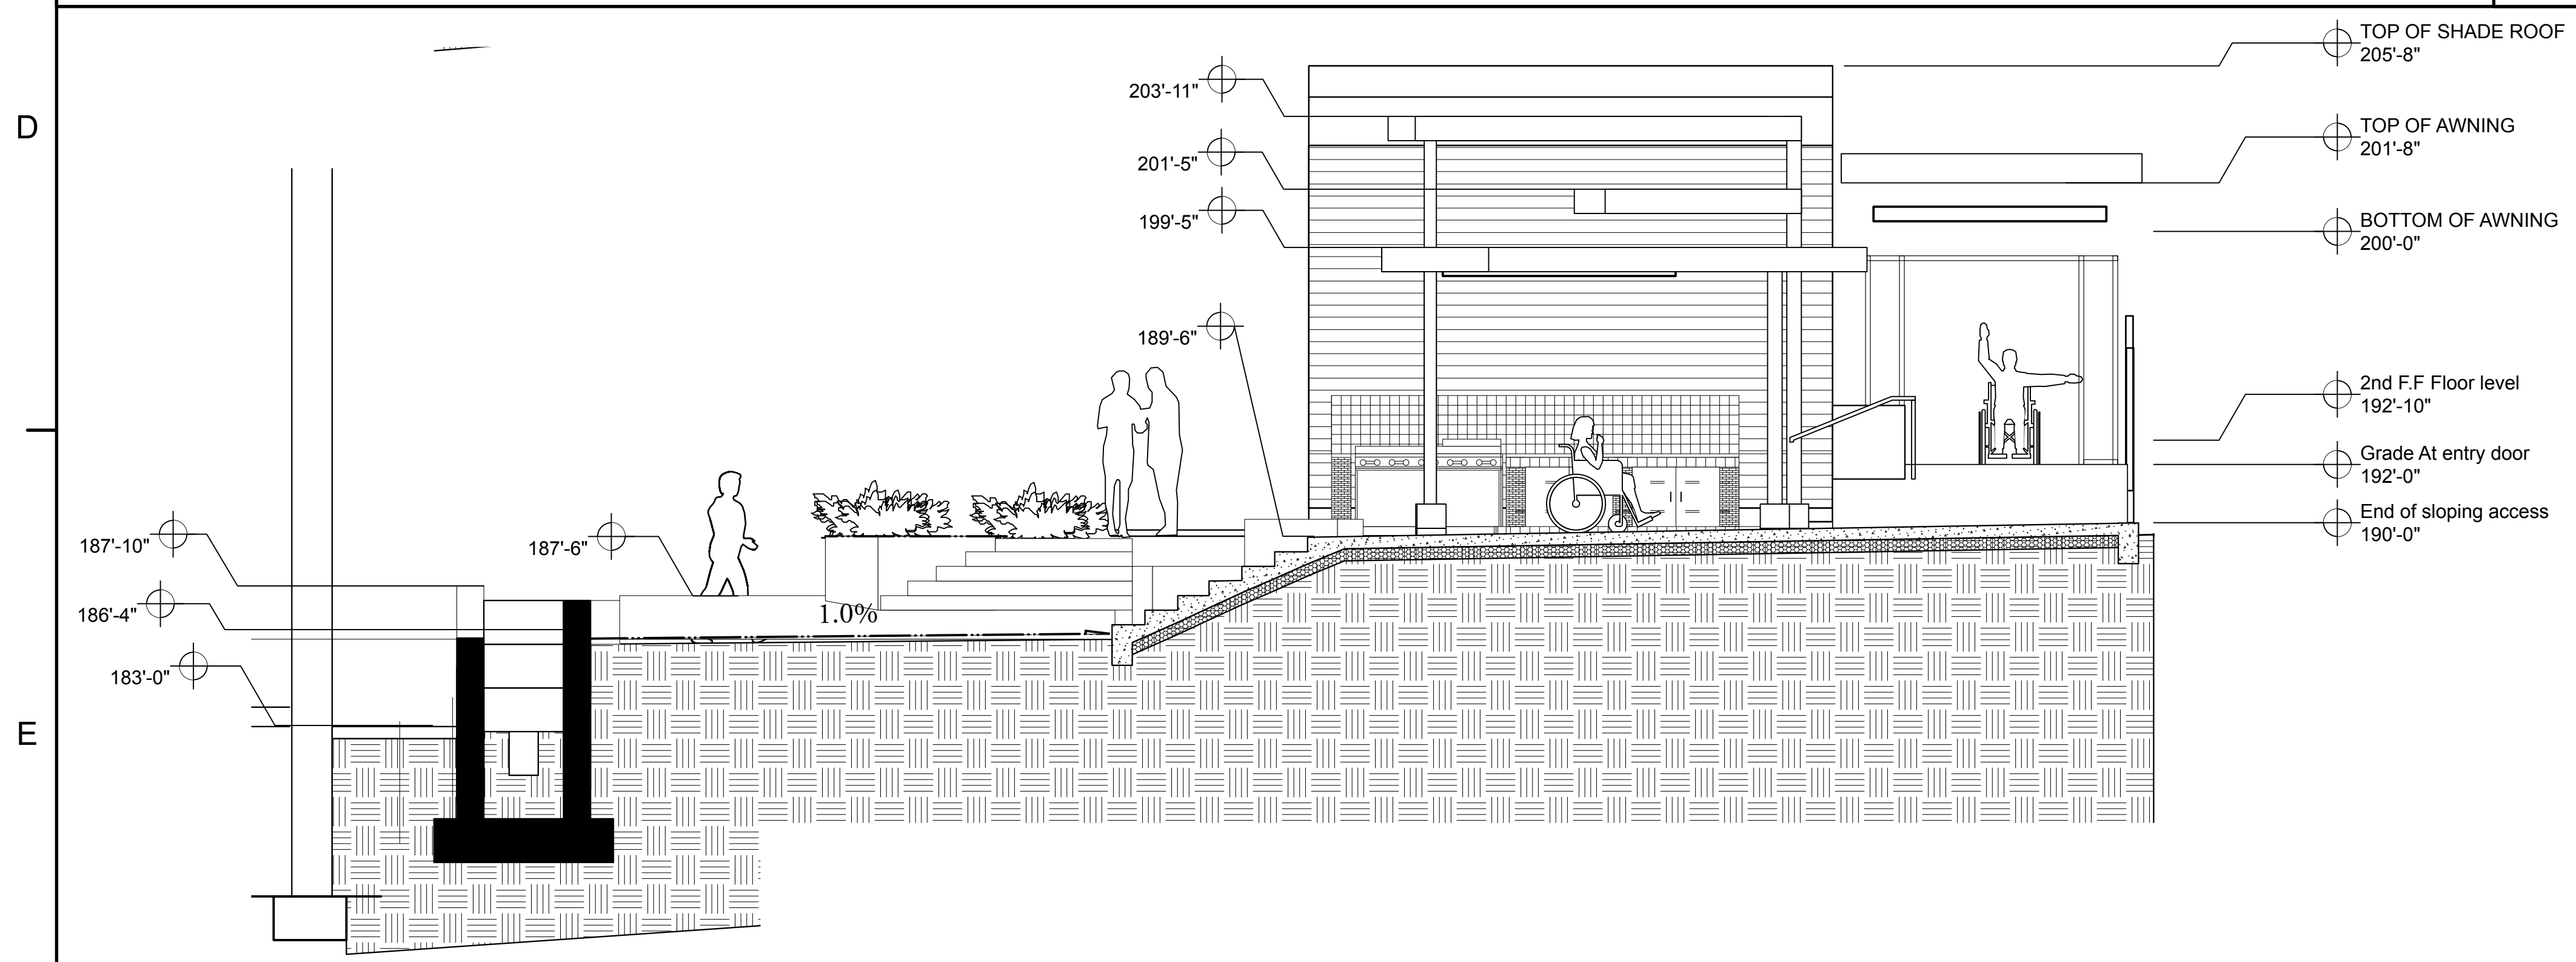 D
E
203'-11"
201'-5"
199'-5"
189'-6"
187'-10"
187'-6"
186'-4"
183'-0"
1.0%
TOP OF SHADE ROOF
205'-8"
TOP OF AWNING
201'-8"
BOTTOM OF AWNING
200'-0"
2nd F.F Floor level
192'-10"
Grade At entry door
192'-0"
End of sloping access
190'-0"